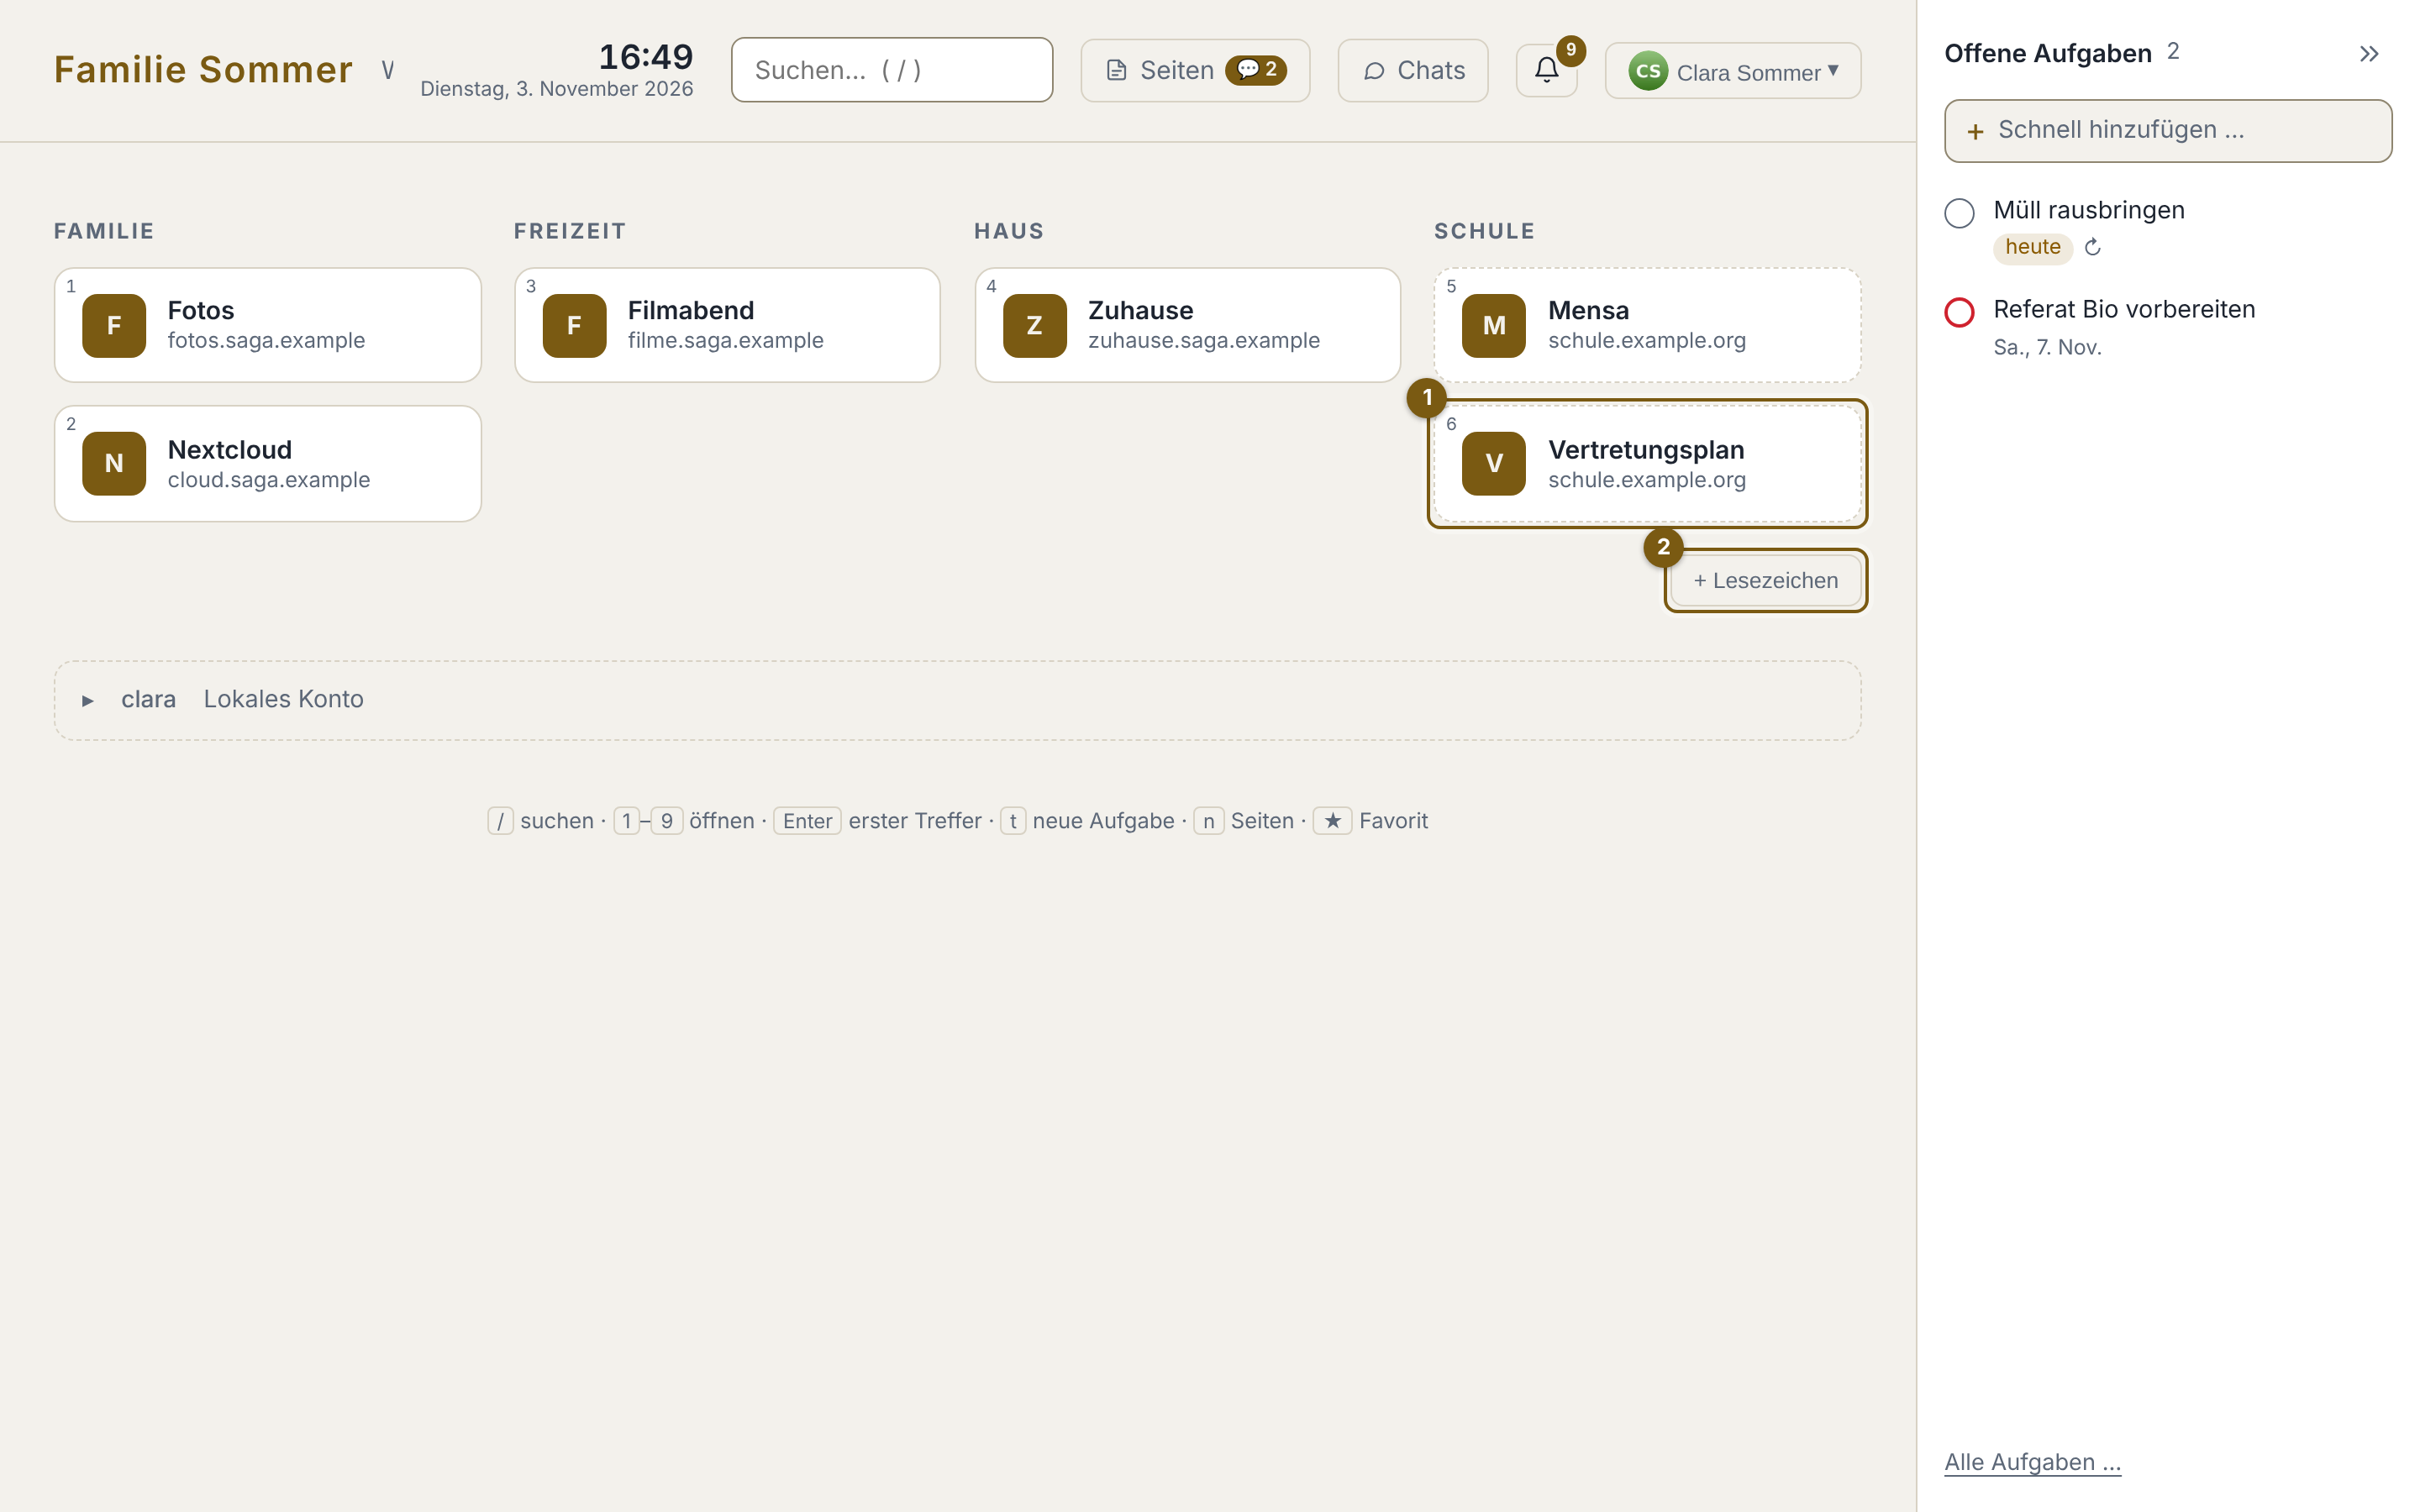 Familie Sommer
16:49
Dienstag, 3. November 2026
Suchen… ( / )
Seiten 💬 2
Chats
9
CS Clara Sommer ▾
FAMILIE
1
F
Fotos
fotos.saga.example
2
N
Nextcloud
cloud.saga.example
FREIZEIT
3
F
Filmabend
filme.saga.example
HAUS
4
Z
Zuhause
zuhause.saga.example
SCHULE
5
M
Mensa
schule.example.org
1
6
V
Vertretungsplan
schule.example.org
2
+ Lesezeichen
▸ clara Lokales Konto
/ suchen · 1–9 öffnen · Enter erster Treffer · t neue Aufgabe · n Seiten · ★ Favorit
Offene Aufgaben 2
+ Schnell hinzufügen …
Müll rausbringen
heute
Referat Bio vorbereiten
Sa., 7. Nov.
Alle Aufgaben …